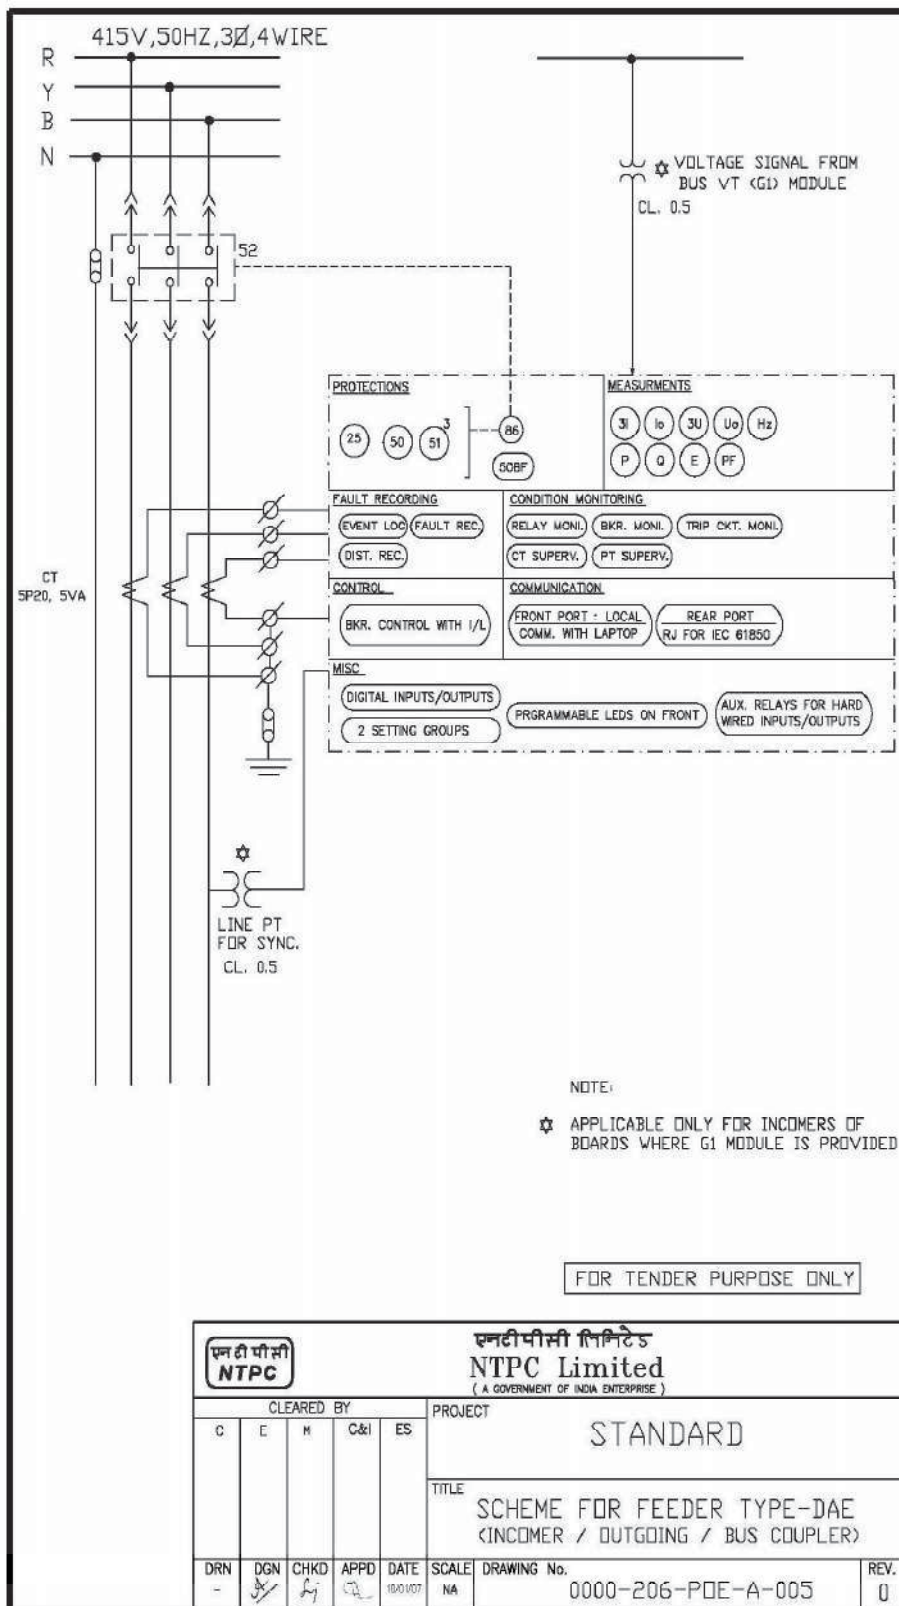 415V,50HZ,3Ø,4WIRE
R
Y
B
N
VOLTAGE SIGNAL FROM
BUS VT (G1) MODULE
CL. 0.5
52
PROTECTIONS
25
50
51
3
86
50BF
MEASURMENTS
3I
Io
3U
Uo
Hz
P
Q
E
PF
FAULT RECORDING
EVENT LOG
FAULT REC.
DIST. REC.
CONDITION MONITORING
RELAY MONI.
BKR. MONI.
TRIP CKT. MONI.
CT SUPERV.
PT SUPERV.
CT
5P20, 5VA
CONTROL
BKR. CONTROL WITH I/L
COMMUNICATION
FRONT PORT : LOCAL
COMM. WITH LAPTOP
REAR PORT
RJ FOR IEC 61850
MISC
DIGITAL INPUTS/OUTPUTS
2 SETTING GROUPS
PRGRAMMABLE LEDS ON FRONT
AUX. RELAYS FOR HARD
WIRED INPUTS/OUTPUTS
LINE PT
FOR SYNC.
CL. 0.5
NOTE:
APPLICABLE ONLY FOR INCOMERS OF
BOARDS WHERE G1 MODULE IS PROVIDED
FOR TENDER PURPOSE ONLY
एनटीपीसी
NTPC
एनटीपीसी लिमिटेड
NTPC Limited
( A GOVERNMENT OF INDIA ENTERPRISE )
CLEARED BY
C E M C&I ES
PROJECT
STANDARD
TITLE
SCHEME FOR FEEDER TYPE-DAE
(INCOMER / OUTGOING / BUS COUPLER)
DRN DGN CHKD APPD DATE SCALE DRAWING No. REV.
- 18/01/07 NA 0000-206-POE-A-005 0